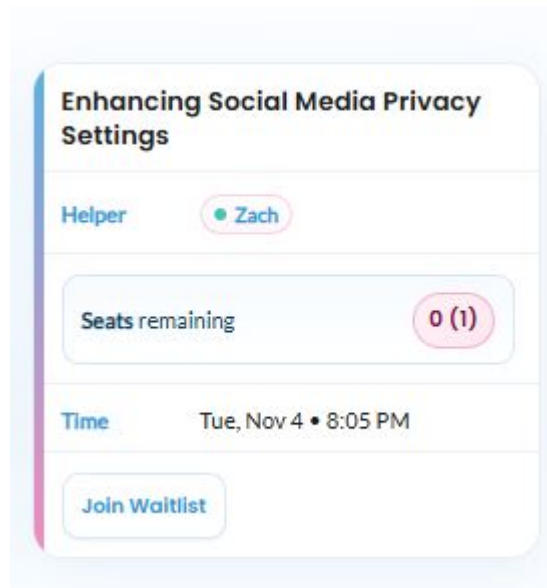 Enhancing Social Media Privacy
Settings
Helper Zach
Seats remaining 0 (1)
Time Tue, Nov 4 • 8:05 PM
Join Waitlist